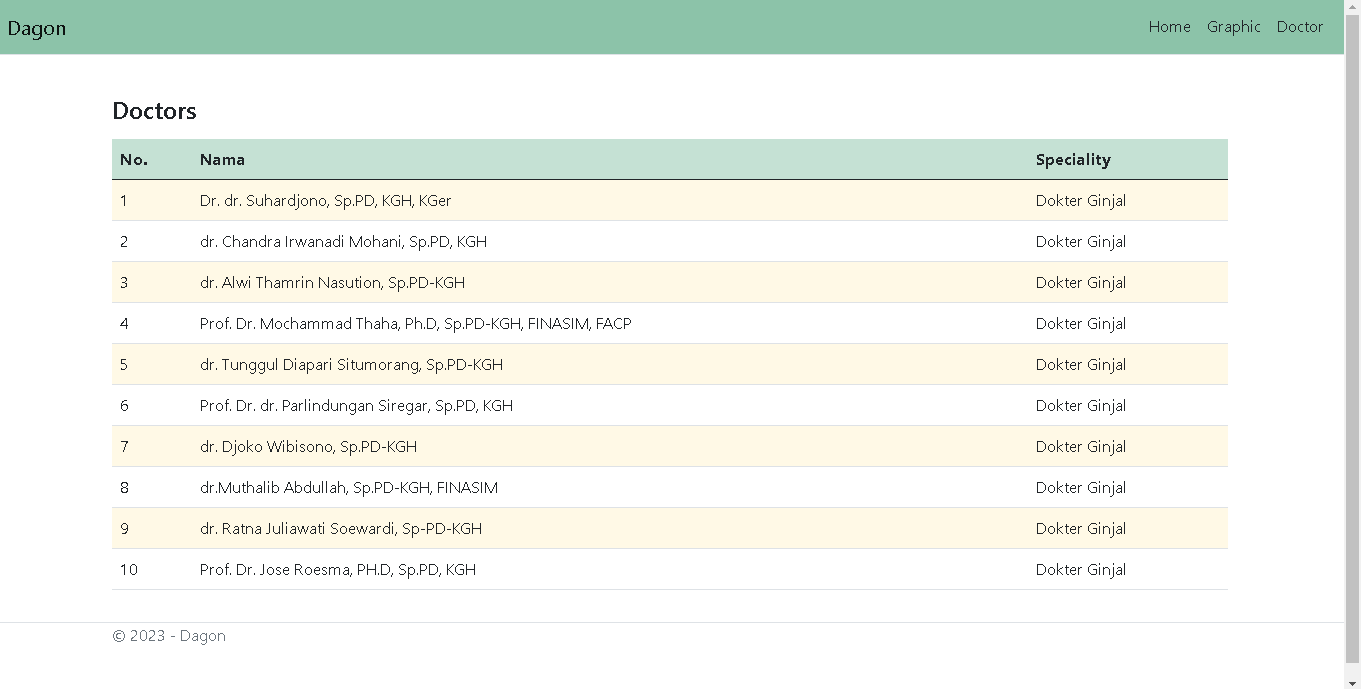 Dagon Home Graphic Doctor
Doctors
No. Nama Speciality
1 Dr. dr. Suhardjono, Sp.PD, KGH, KGer Dokter Ginjal
2 dr. Chandra Irwanadi Mohani, Sp.PD, KGH Dokter Ginjal
3 dr. Alwi Thamrin Nasution, Sp.PD-KGH Dokter Ginjal
4 Prof. Dr. Mochammad Thaha, Ph.D, Sp.PD-KGH, FINASIM, FACP Dokter Ginjal
5 dr. Tunggul Diapari Situmorang, Sp.PD-KGH Dokter Ginjal
6 Prof. Dr. dr. Parlindungan Siregar, Sp.PD, KGH Dokter Ginjal
7 dr. Djoko Wibisono, Sp.PD-KGH Dokter Ginjal
8 dr.Muthalib Abdullah, Sp.PD-KGH, FINASIM Dokter Ginjal
9 dr. Ratna Juliawati Soewardi, Sp-PD-KGH Dokter Ginjal
10 Prof. Dr. Jose Roesma, PH.D, Sp.PD, KGH Dokter Ginjal
© 2023 - Dagon